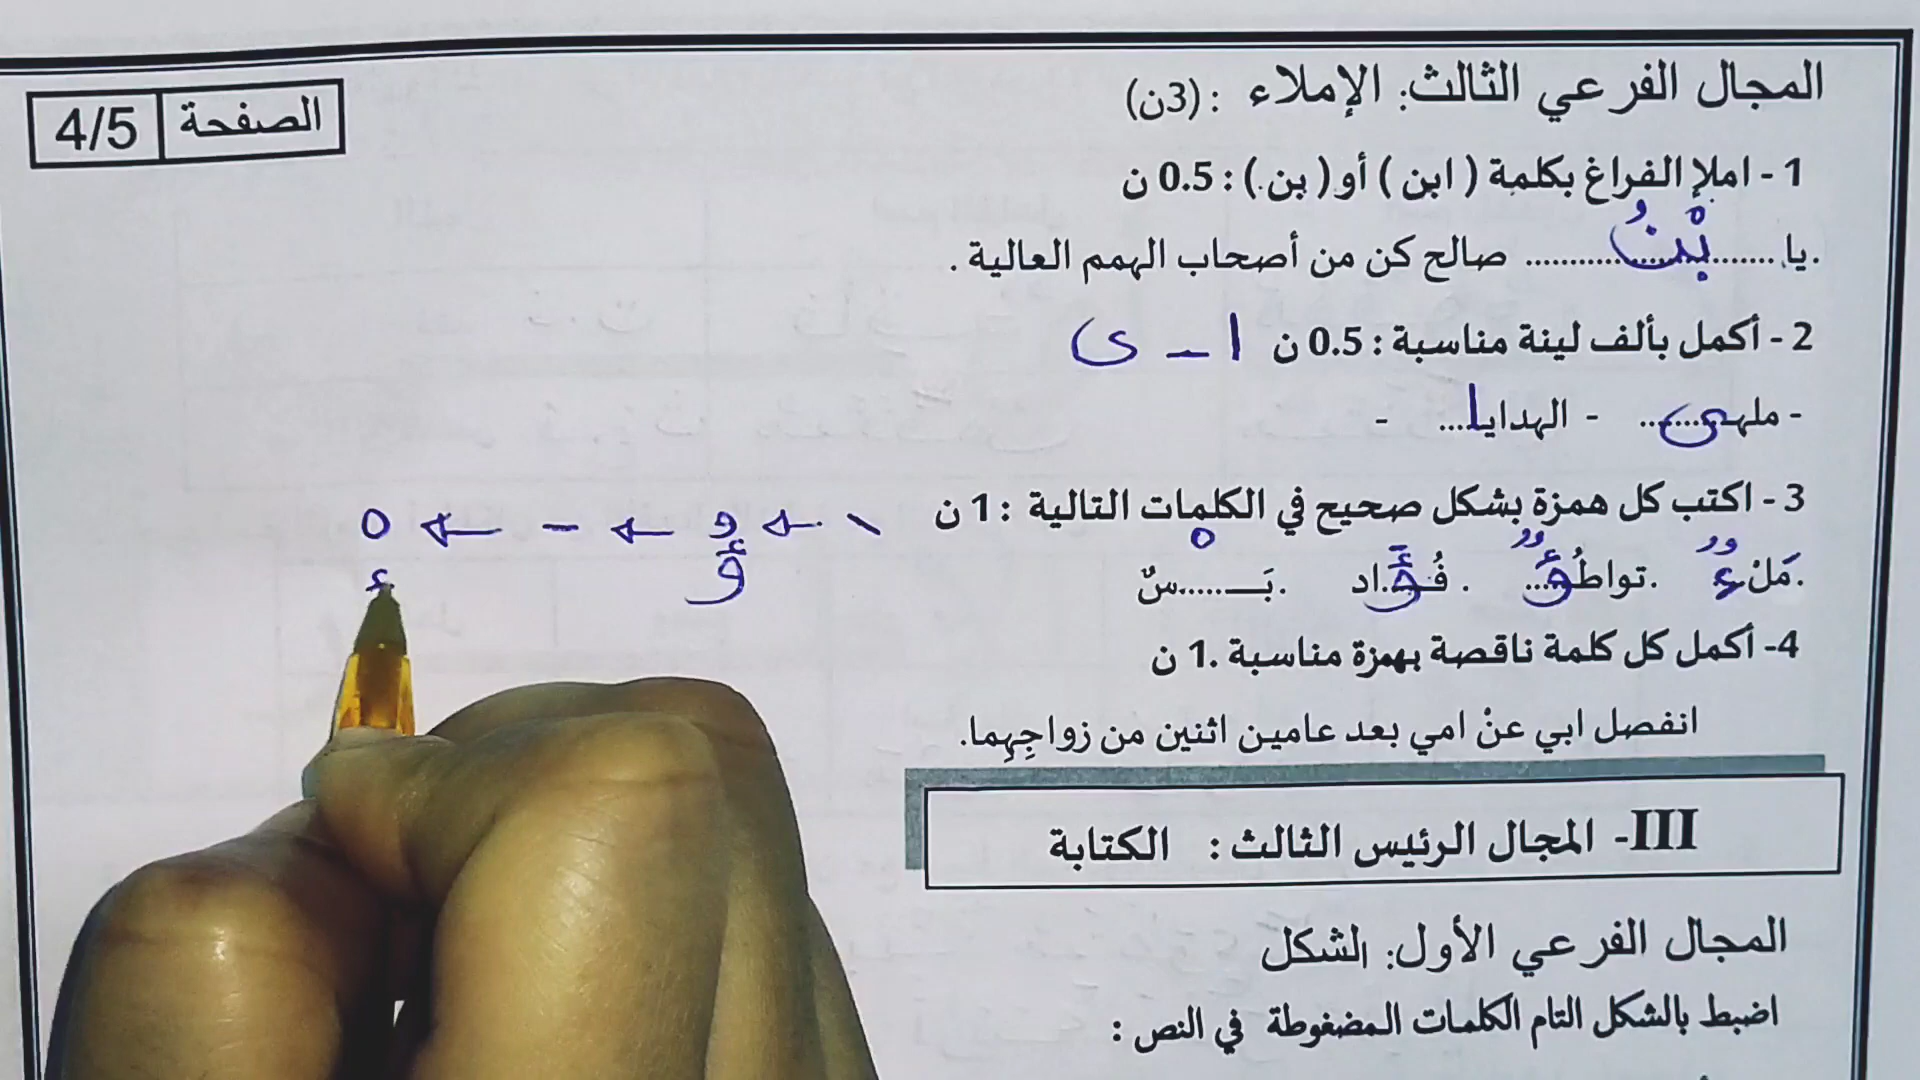 المجال الفرعي الثالث: الإملاء : (3ن)
الصفحة 4/5
1 - املإ الفراغ بكلمة ( ابن ) أو( بن ) : 0.5 ن
.يا..........بْنُ.......... صالح كن من أصحاب الهمم العالية .
2 - أكمل بألف لينة مناسبة : 0.5 ن ا - ى
- ملهـى...... - الهدايا... -
3 - اكتب كل همزة بشكل صحيح في الكلمات التالية : 1 ن
.مَلْءٌ .تواطُؤٌ . فُـؤَاد .بَـــ......سٌ
ؤُ ء
4- أكمل كل كلمة ناقصة بهمزة مناسبة .1 ن
انفصل ابي عنْ امي بعد عامين اثنين من زواجِهِما.
III- المجال الرئيس الثالث : الكتابة
المجال الفرعي الأول: الشكل
اضبط بالشكل التام الكلمات المضغوطة في النص :